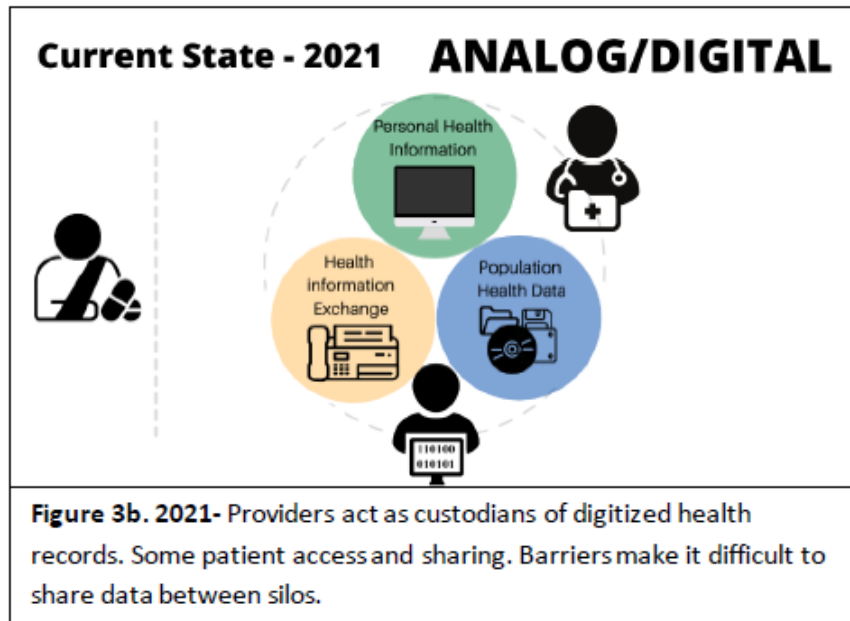 Current State - 2021 ANALOG/DIGITAL
Personal Health
Information
Health
information
Exchange
Population
Health Data
110100
010101
Figure 3b. 2021- Providers act as custodians of digitized health
records. Some patient access and sharing. Barriers make it difficult to
share data between silos.